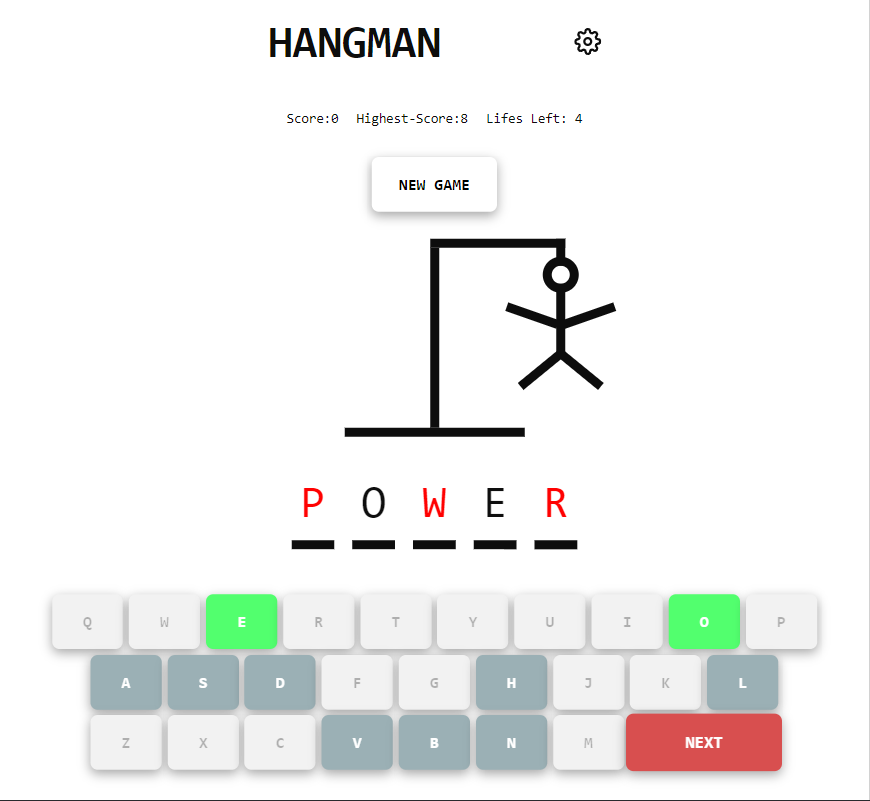 HANGMAN
Score:0 Highest-Score:8 Lifes Left: 4
NEW GAME
P O W E R
Q W E R T Y U I O P
A S D F G H J K L
Z X C V B N M NEXT